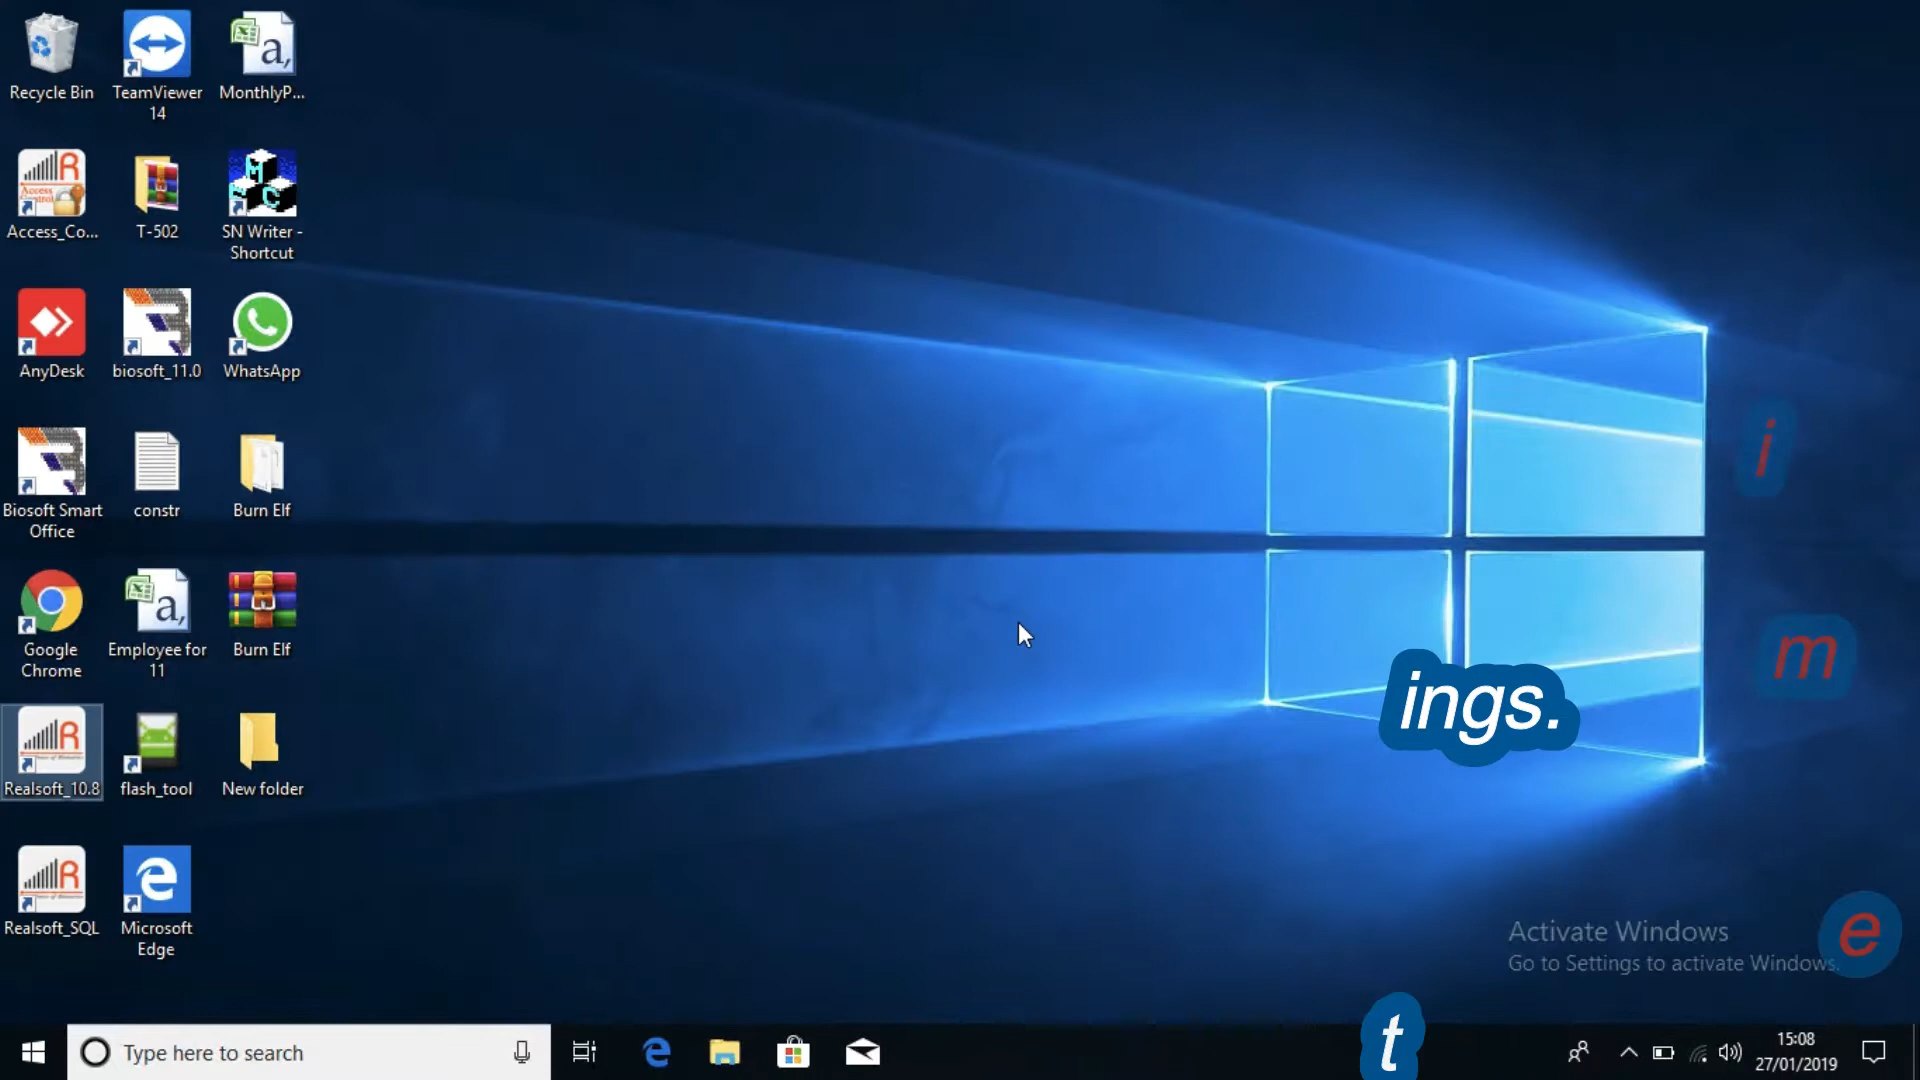 Recycle Bin
TeamViewer 14
MonthlyP...
Access_Co...
T-502
SN Writer - Shortcut
AnyDesk
biosoft_11.0
WhatsApp
Biosoft Smart Office
constr
Burn Elf
Google Chrome
Employee for 11
Burn Elf
Realsoft_10.8
flash_tool
New folder
Realsoft_SQL
Microsoft Edge
i
m
ings.
e
Activate Windows
Go to Settings to activate Windows.
t
Type here to search
15:08
27/01/2019